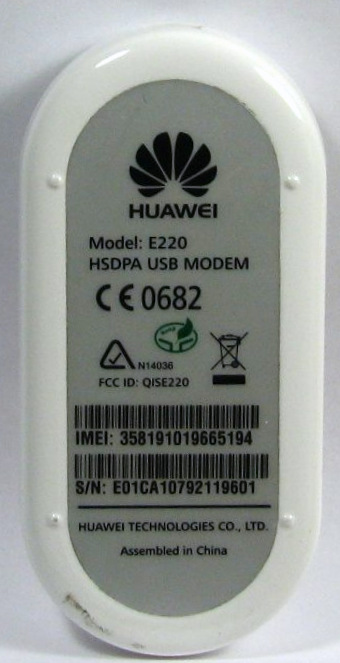 HUAWEI
Model: E220
HSDPA USB MODEM
CE 0682
N14036
FCC ID: QISE220
IMEI: 358191019665194
S/N: E01CA10792119601
HUAWEI TECHNOLOGIES CO., LTD.
Assembled in China